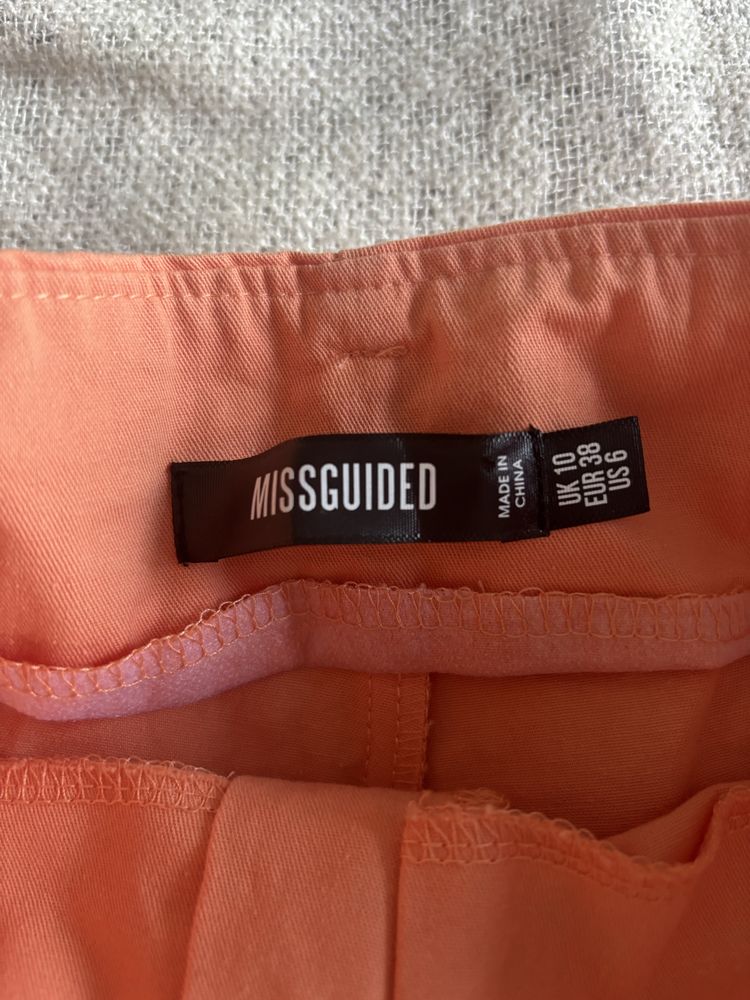 MISSGUIDED
MADE IN
CHINA
UK 10
EUR 38
US 6